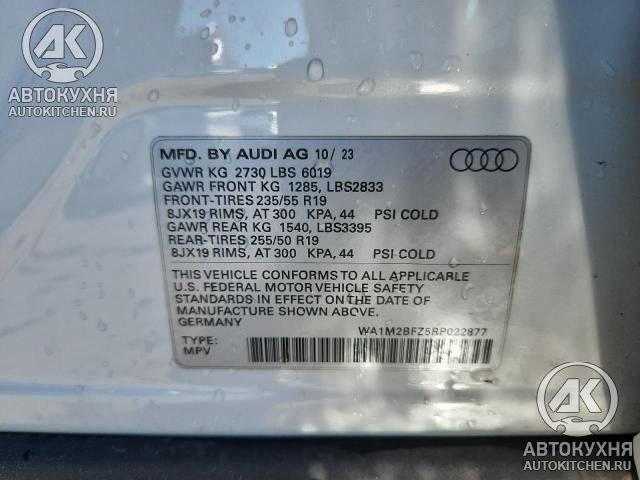 АК
АВТОКУХНЯ
AUTOKITCHEN.RU
MFD. BY AUDI AG 10/ 23
GVWR KG 2730 LBS 6019
GAWR FRONT KG 1285, LBS2833
FRONT-TIRES 235/55 R19
8JX19 RIMS, AT 300 KPA, 44 PSI COLD
GAWR REAR KG 1540, LBS3395
REAR-TIRES 255/50 R19
8JX19 RIMS, AT 300 KPA, 44 PSI COLD
THIS VEHICLE CONFORMS TO ALL APPLICABLE
U.S. FEDERAL MOTOR VEHICLE SAFETY
STANDARDS IN EFFECT ON THE DATE OF
MANUFACTURE SHOWN ABOVE.
GERMANY
WA1M2BFZ5RP022877
TYPE:
MPV
АК
АВТОКУХНЯ
AUTOKITCHEN.RU